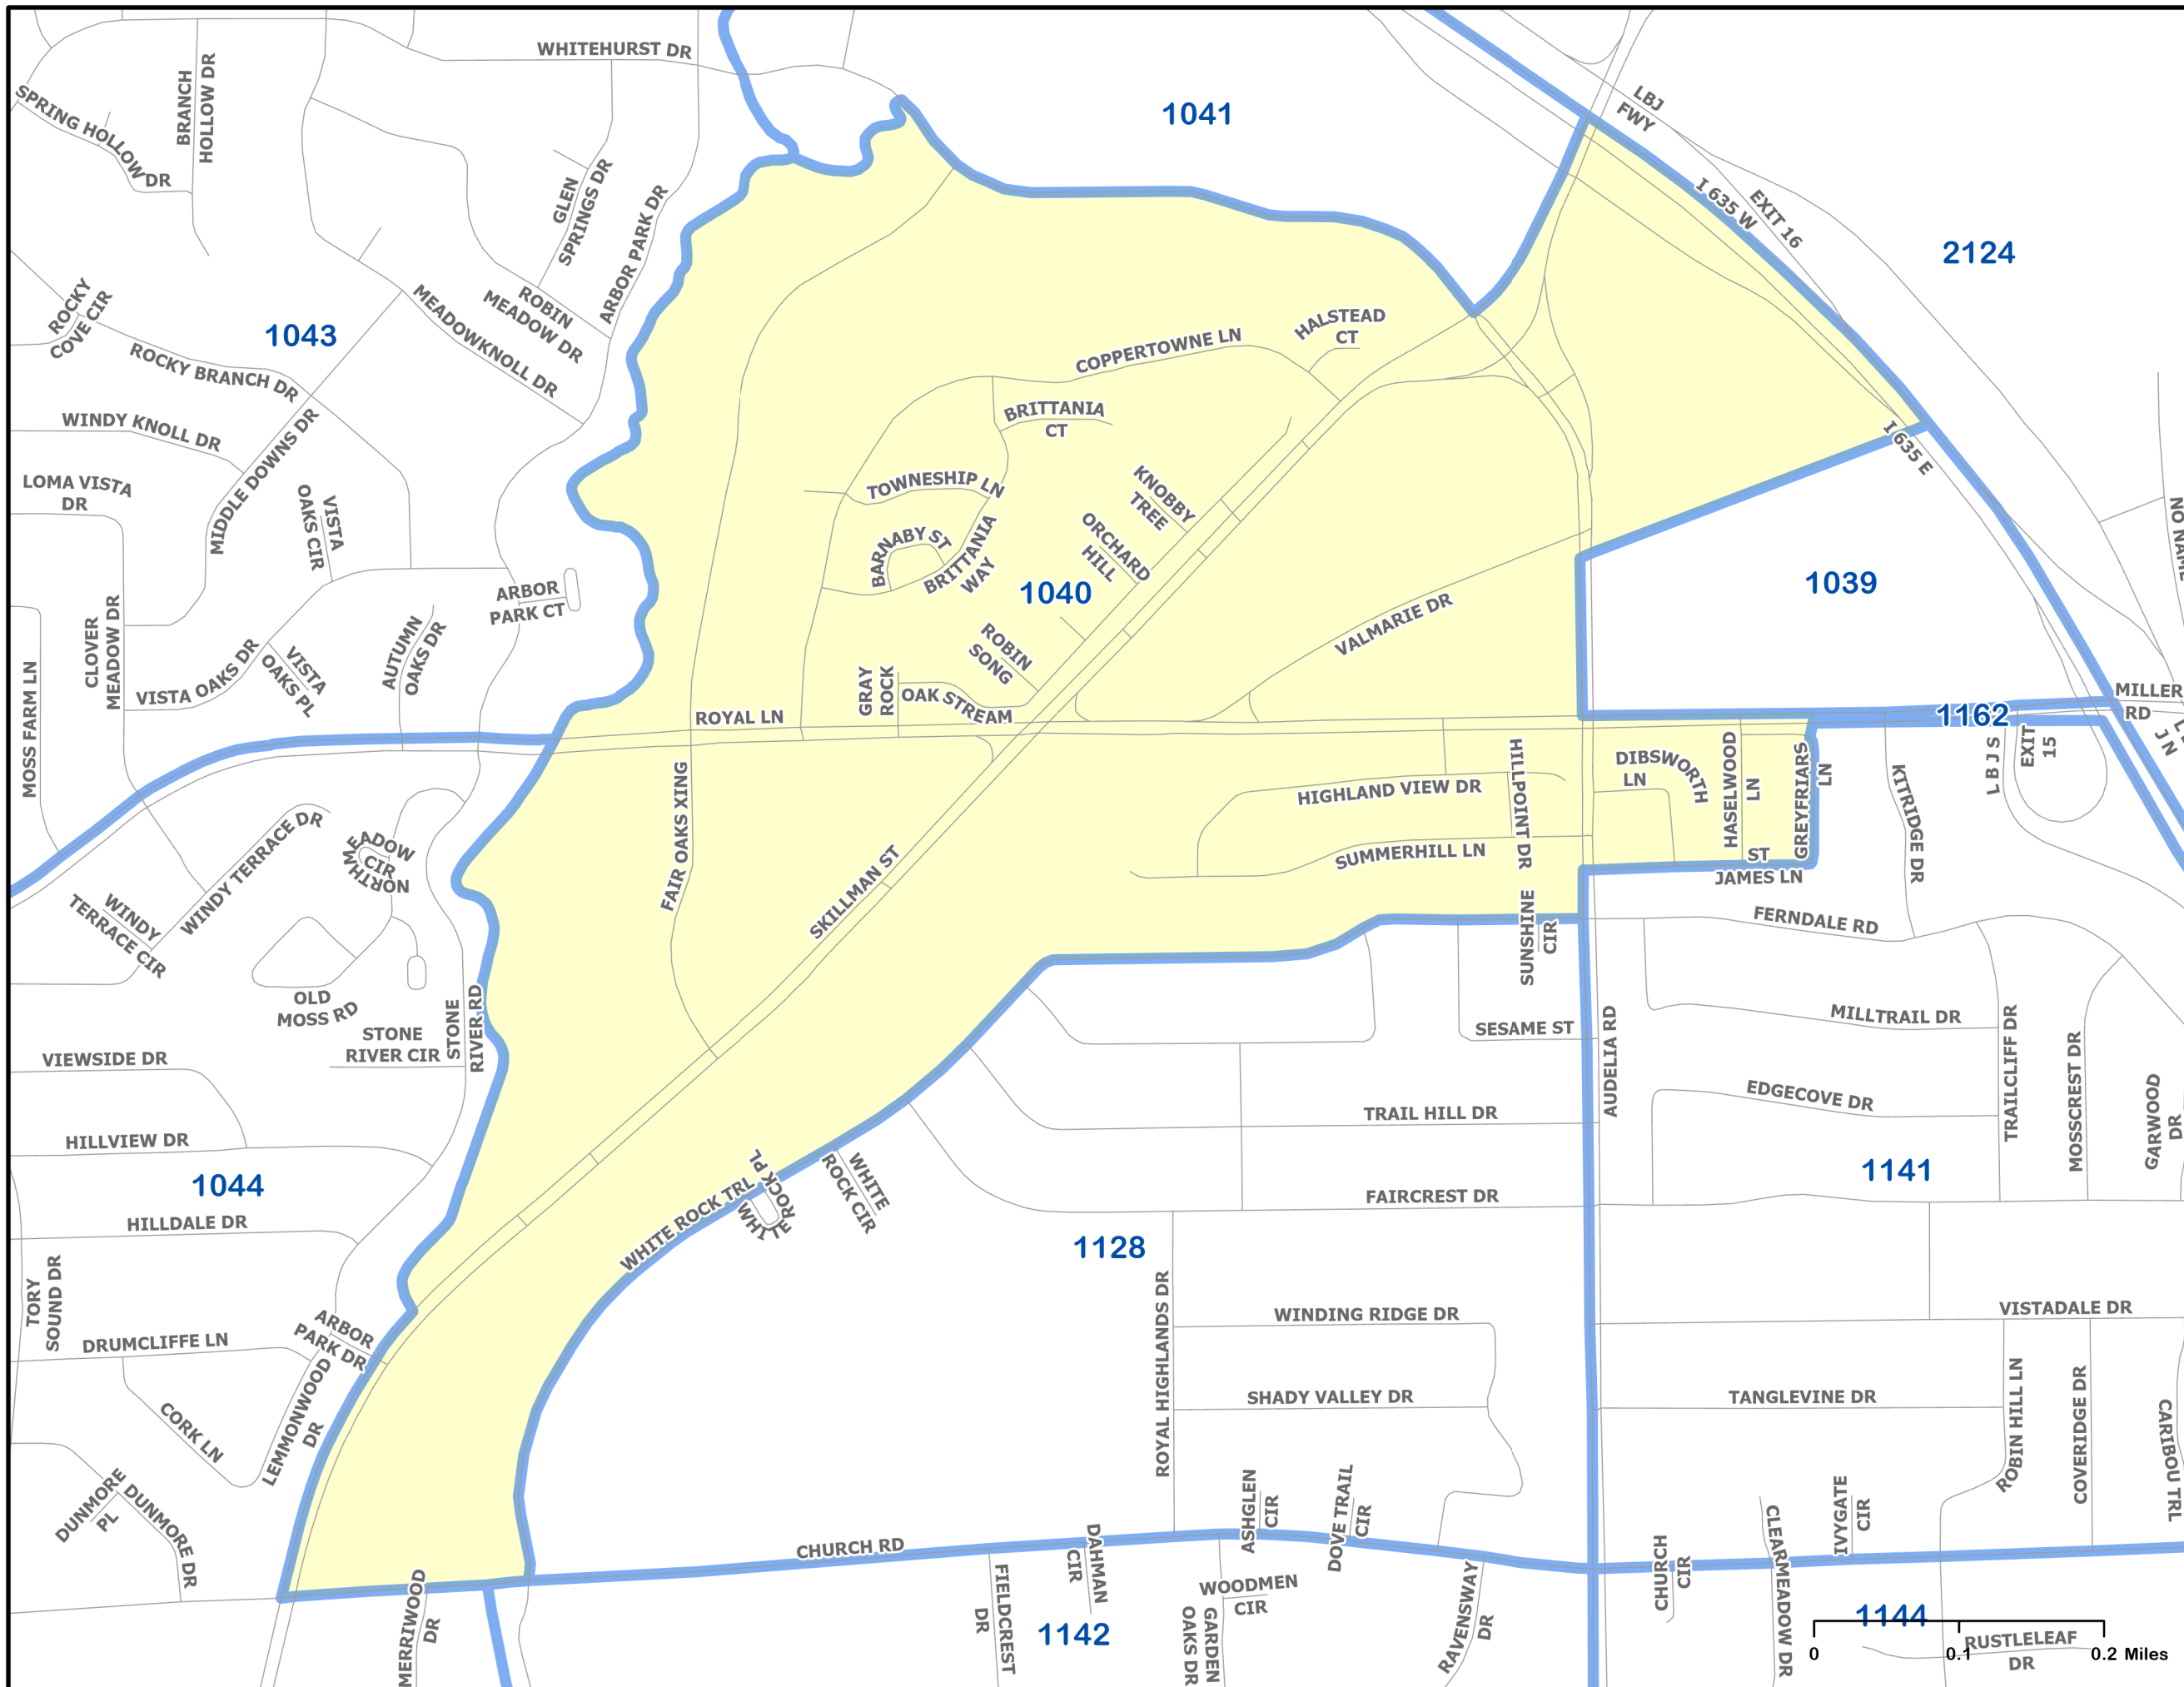 WHITEHURST DR
BRANCH
HOLLOW DR
SPRING HOLLOW DR
GLEN
SPRINGS DR
ARBOR PARK DR
ROBIN
MEADOW DR
MEADOWKNOLL DR
ROCKY
COVE CIR
1043
ROCKY BRANCH DR
WINDY KNOLL DR
MIDDLE DOWNS DR
LOMA VISTA
DR
VISTA
OAKS CIR
ARBOR
PARK CT
CLOVER
MEADOW DR
AUTUMN
OAKS DR
VISTA OAKS DR
VISTA
OAKS PL
MOSS FARM LN
1041
LBJ
FWY
I 635 W
EXIT 16
2124
I 635 E
NO NAME
HALSTEAD
CT
COPPERTOWNE LN
BRITTANIA
CT
TOWNESHIP LN
BARNABY ST
BRITTANIA
WAY
KNOBBY
TREE
ORCHARD
HILL
1040
ROBIN
SONG
GRAY
ROCK
OAK STREAM
VALMARIE DR
1039
ROYAL LN
MILLER
RD
1162
L B J S
EXIT
15
FAIR OAKS XING
SKILLMAN ST
HIGHLAND VIEW DR
HILLPOINT DR
SUMMERHILL LN
DIBSWORTH
LN
HASELWOOD
LN
GREYFRIARS
LN
KITRIDGE DR
ST
JAMES LN
SUNSHINE
CIR
FERNDALE RD
WINDY TERRACE DR
WINDY
TERRACE CIR
NORTH MEADOW
CIR
OLD
MOSS RD
STONE
RIVER RD
STONE
RIVER CIR
VIEWSIDE DR
HILLVIEW DR
1044
HILLDALE DR
TORY
SOUND DR
DRUMCLIFFE LN
ARBOR
PARK DR
LEMMONWOOD
DR
CORK LN
DUNMORE
PL
DUNMORE DR
SESAME ST
AUDELIA RD
MILLTRAIL DR
TRAILCLIFF DR
MOSSCREST DR
EDGECOVE DR
GARWOOD
DR
TRAIL HILL DR
FAIRCREST DR
1141
WHITE ROCK TRL
WHITE ROCK PL
WHITE
ROCK CIR
1128
ROYAL HIGHLANDS DR
WINDING RIDGE DR
VISTADALE DR
SHADY VALLEY DR
TANGLEVINE DR
ROBIN HILL LN
COVERIDGE DR
CARIBOU TRL
CHURCH RD
ASHGLEN
CIR
DOVE TRAIL
CIR
DAHMAN
CIR
FIELDCREST
DR
MERRIWOOD
DR
WOODMEN
CIR
GARDEN
OAKS DR
RAVENSWAY
DR
1142
CHURCH
CIR
CLEARMEADOW DR
IVYGATE
CIR
1144
RUSTLELEAF
DR
0 0.1 0.2 Miles